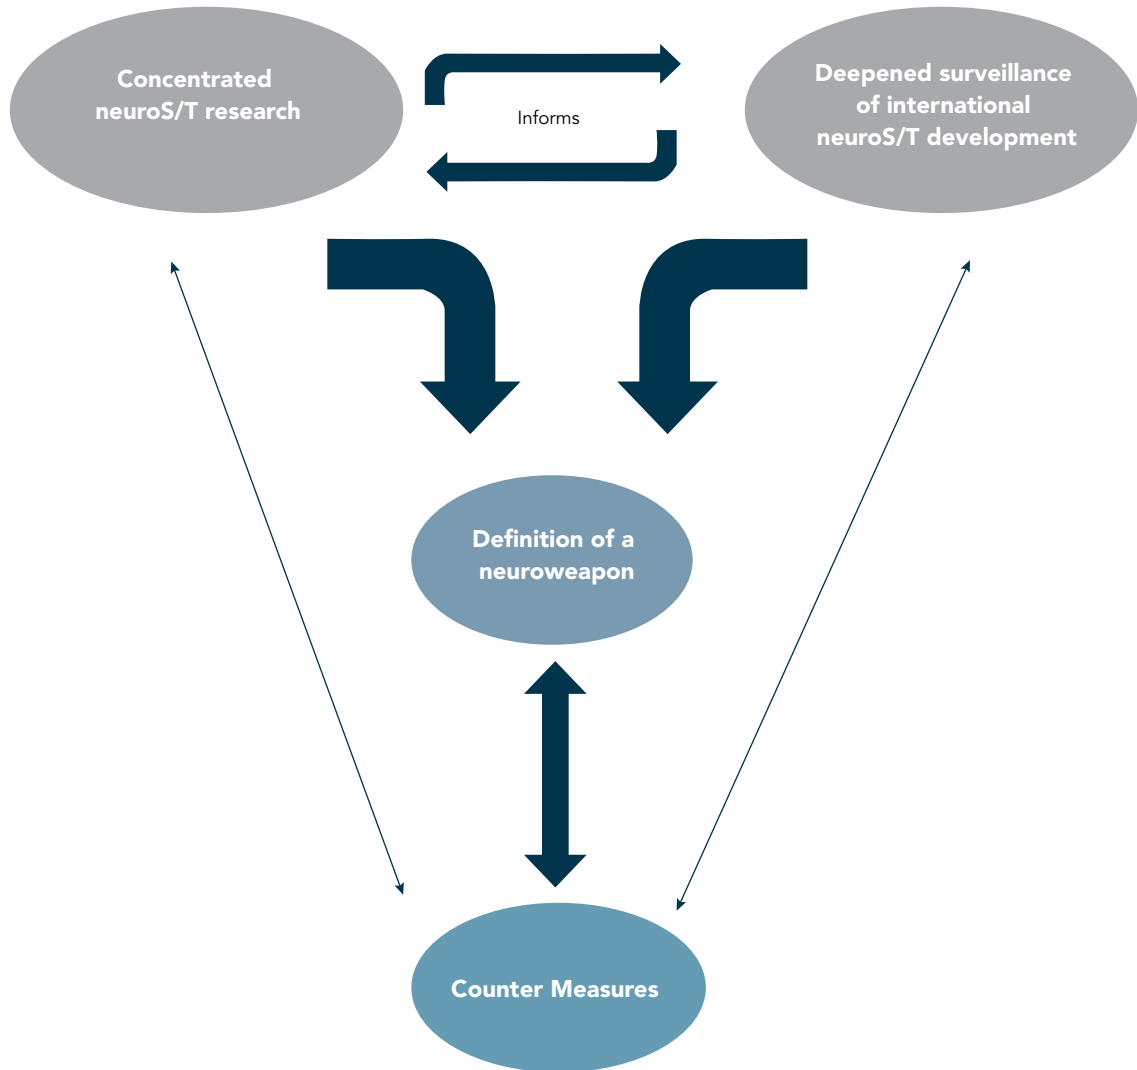 Concentrated
neuroS/T research
Informs
Deepened surveillance
of international
neuroS/T development
Definition of a
neuroweapon
Counter Measures